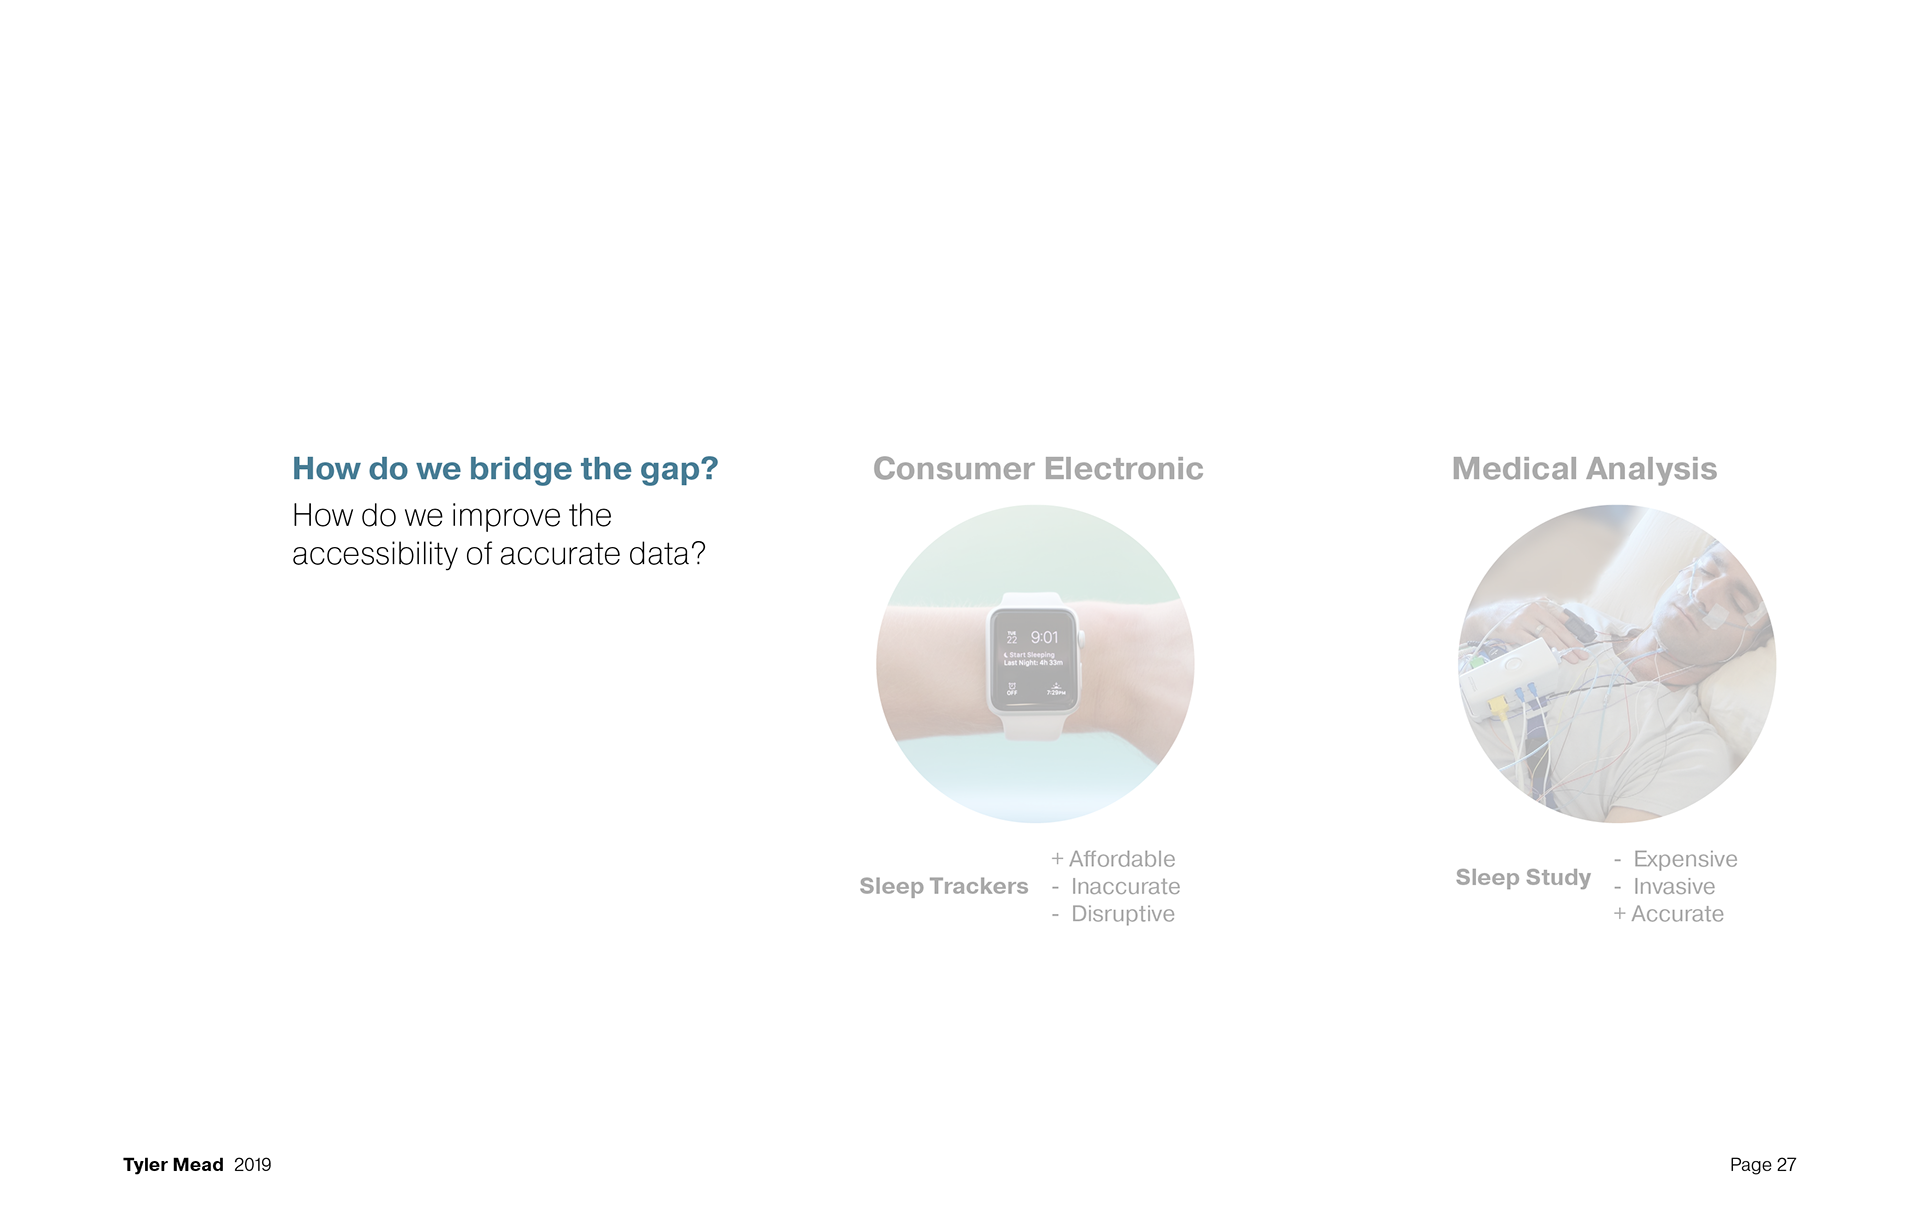 How do we bridge the gap?
How do we improve the
accessibility of accurate data?
Consumer Electronic
TUE
22
9:01
Start Sleeping
Last Night: 4h 33m
OFF
7:29PM
Sleep Trackers
+ Affordable
- Inaccurate
- Disruptive
Medical Analysis
Sleep Study
- Expensive
- Invasive
+ Accurate
Tyler Mead 2019
Page 27